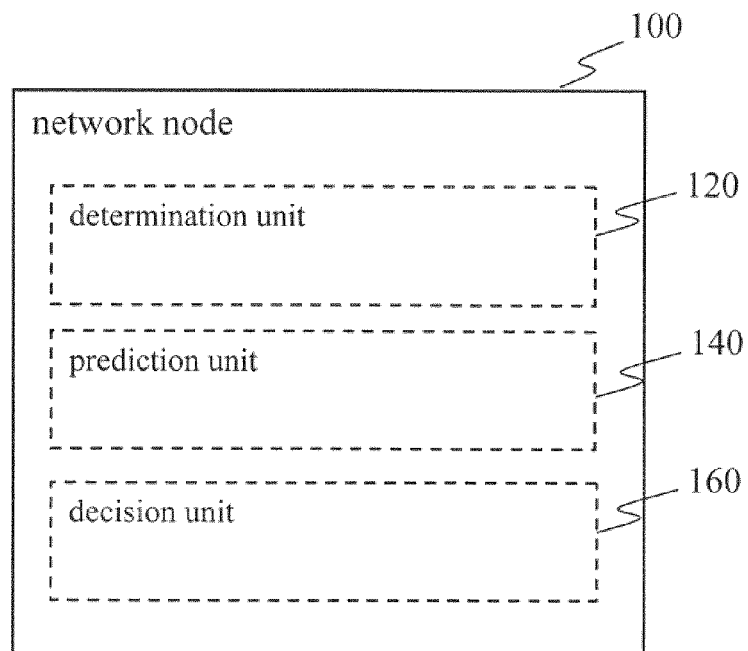 100
network node
120
determination unit
140
prediction unit
160
decision unit